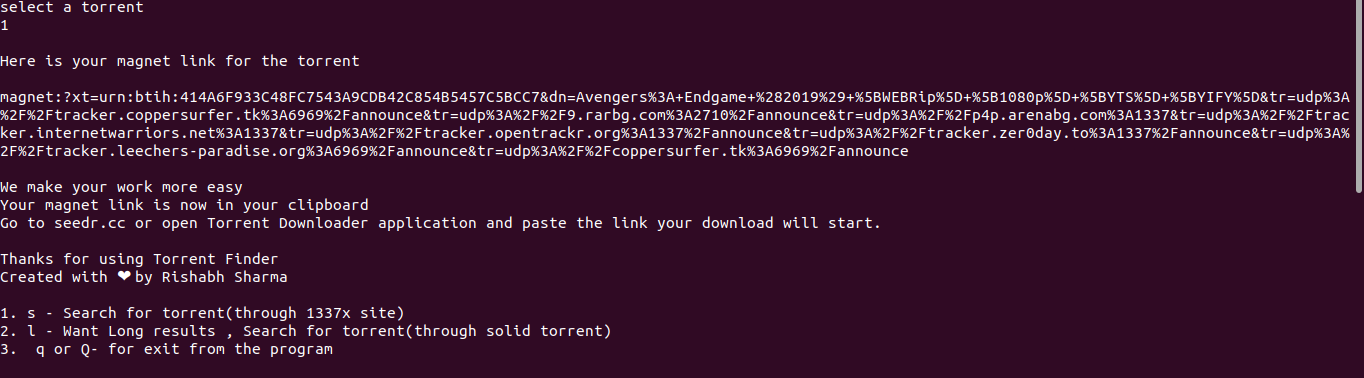 select a torrent
1
Here is your magnet link for the torrent
magnet:?xt=urn:btih:414A6F933C48FC7543A9CDB42C854B5457C5BCC7&dn=Avengers%3A+Endgame+%282019%29+%5BWEBRip%5D+%5B1080p%5D+%5BYTS%5D+%5BYIFY%5D&tr=udp%3A
%2F%2Ftracker.coppersurfer.tk%3A6969%2Fannounce&tr=udp%3A%2F%2F9.rarbg.com%3A2710%2Fannounce&tr=udp%3A%2F%2Fp4p.arenabg.com%3A1337&tr=udp%3A%2F%2Ftrac
ker.internetwarriors.net%3A1337&tr=udp%3A%2F%2Ftracker.opentrackr.org%3A1337%2Fannounce&tr=udp%3A%2F%2Ftracker.zer0day.to%3A1337%2Fannounce&tr=udp%3A%
2F%2Ftracker.leechers-paradise.org%3A6969%2Fannounce&tr=udp%3A%2F%2Fcoppersurfer.tk%3A6969%2Fannounce
We make your work more easy
Your magnet link is now in your clipboard
Go to seedr.cc or open Torrent Downloader application and paste the link your download will start.
Thanks for using Torrent Finder
Created with ❤ by Rishabh Sharma
1. s - Search for torrent(through 1337x site)
2. l - Want Long results , Search for torrent(through solid torrent)
3.  q or Q- for exit from the program